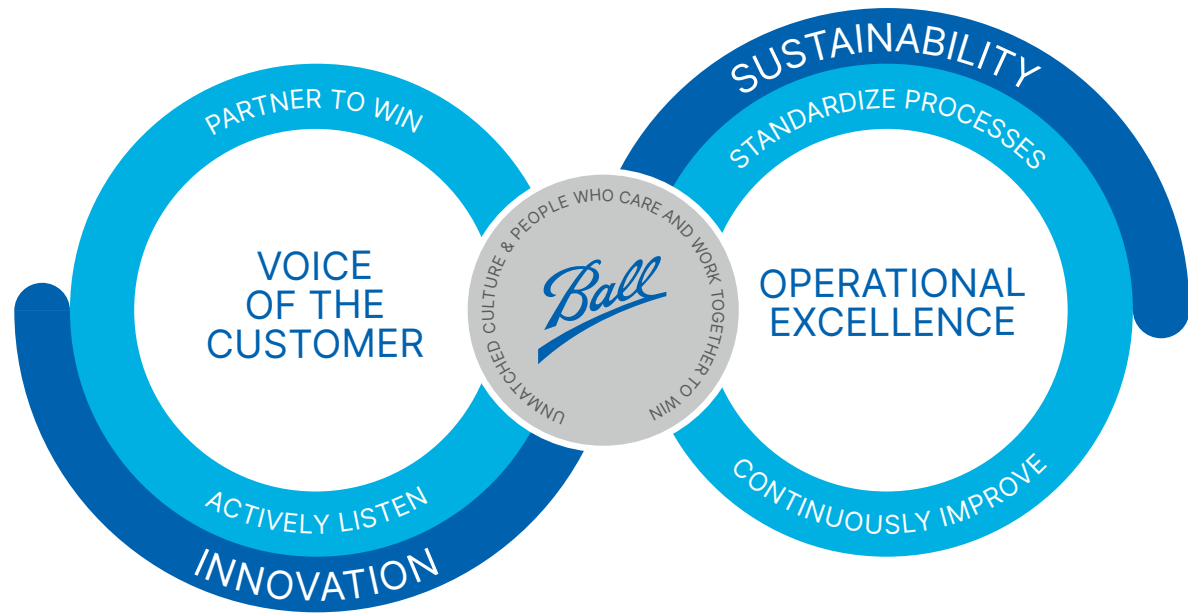 PARTNER TO WIN
VOICE
OF THE
CUSTOMER
ACTIVELY LISTEN
INNOVATION
UNMATCHED CULTURE & PEOPLE WHO CARE AND WORK TOGETHER TO WIN
Ball
SUSTAINABILITY
STANDARDIZE PROCESSES
OPERATIONAL
EXCELLENCE
CONTINUOUSLY IMPROVE